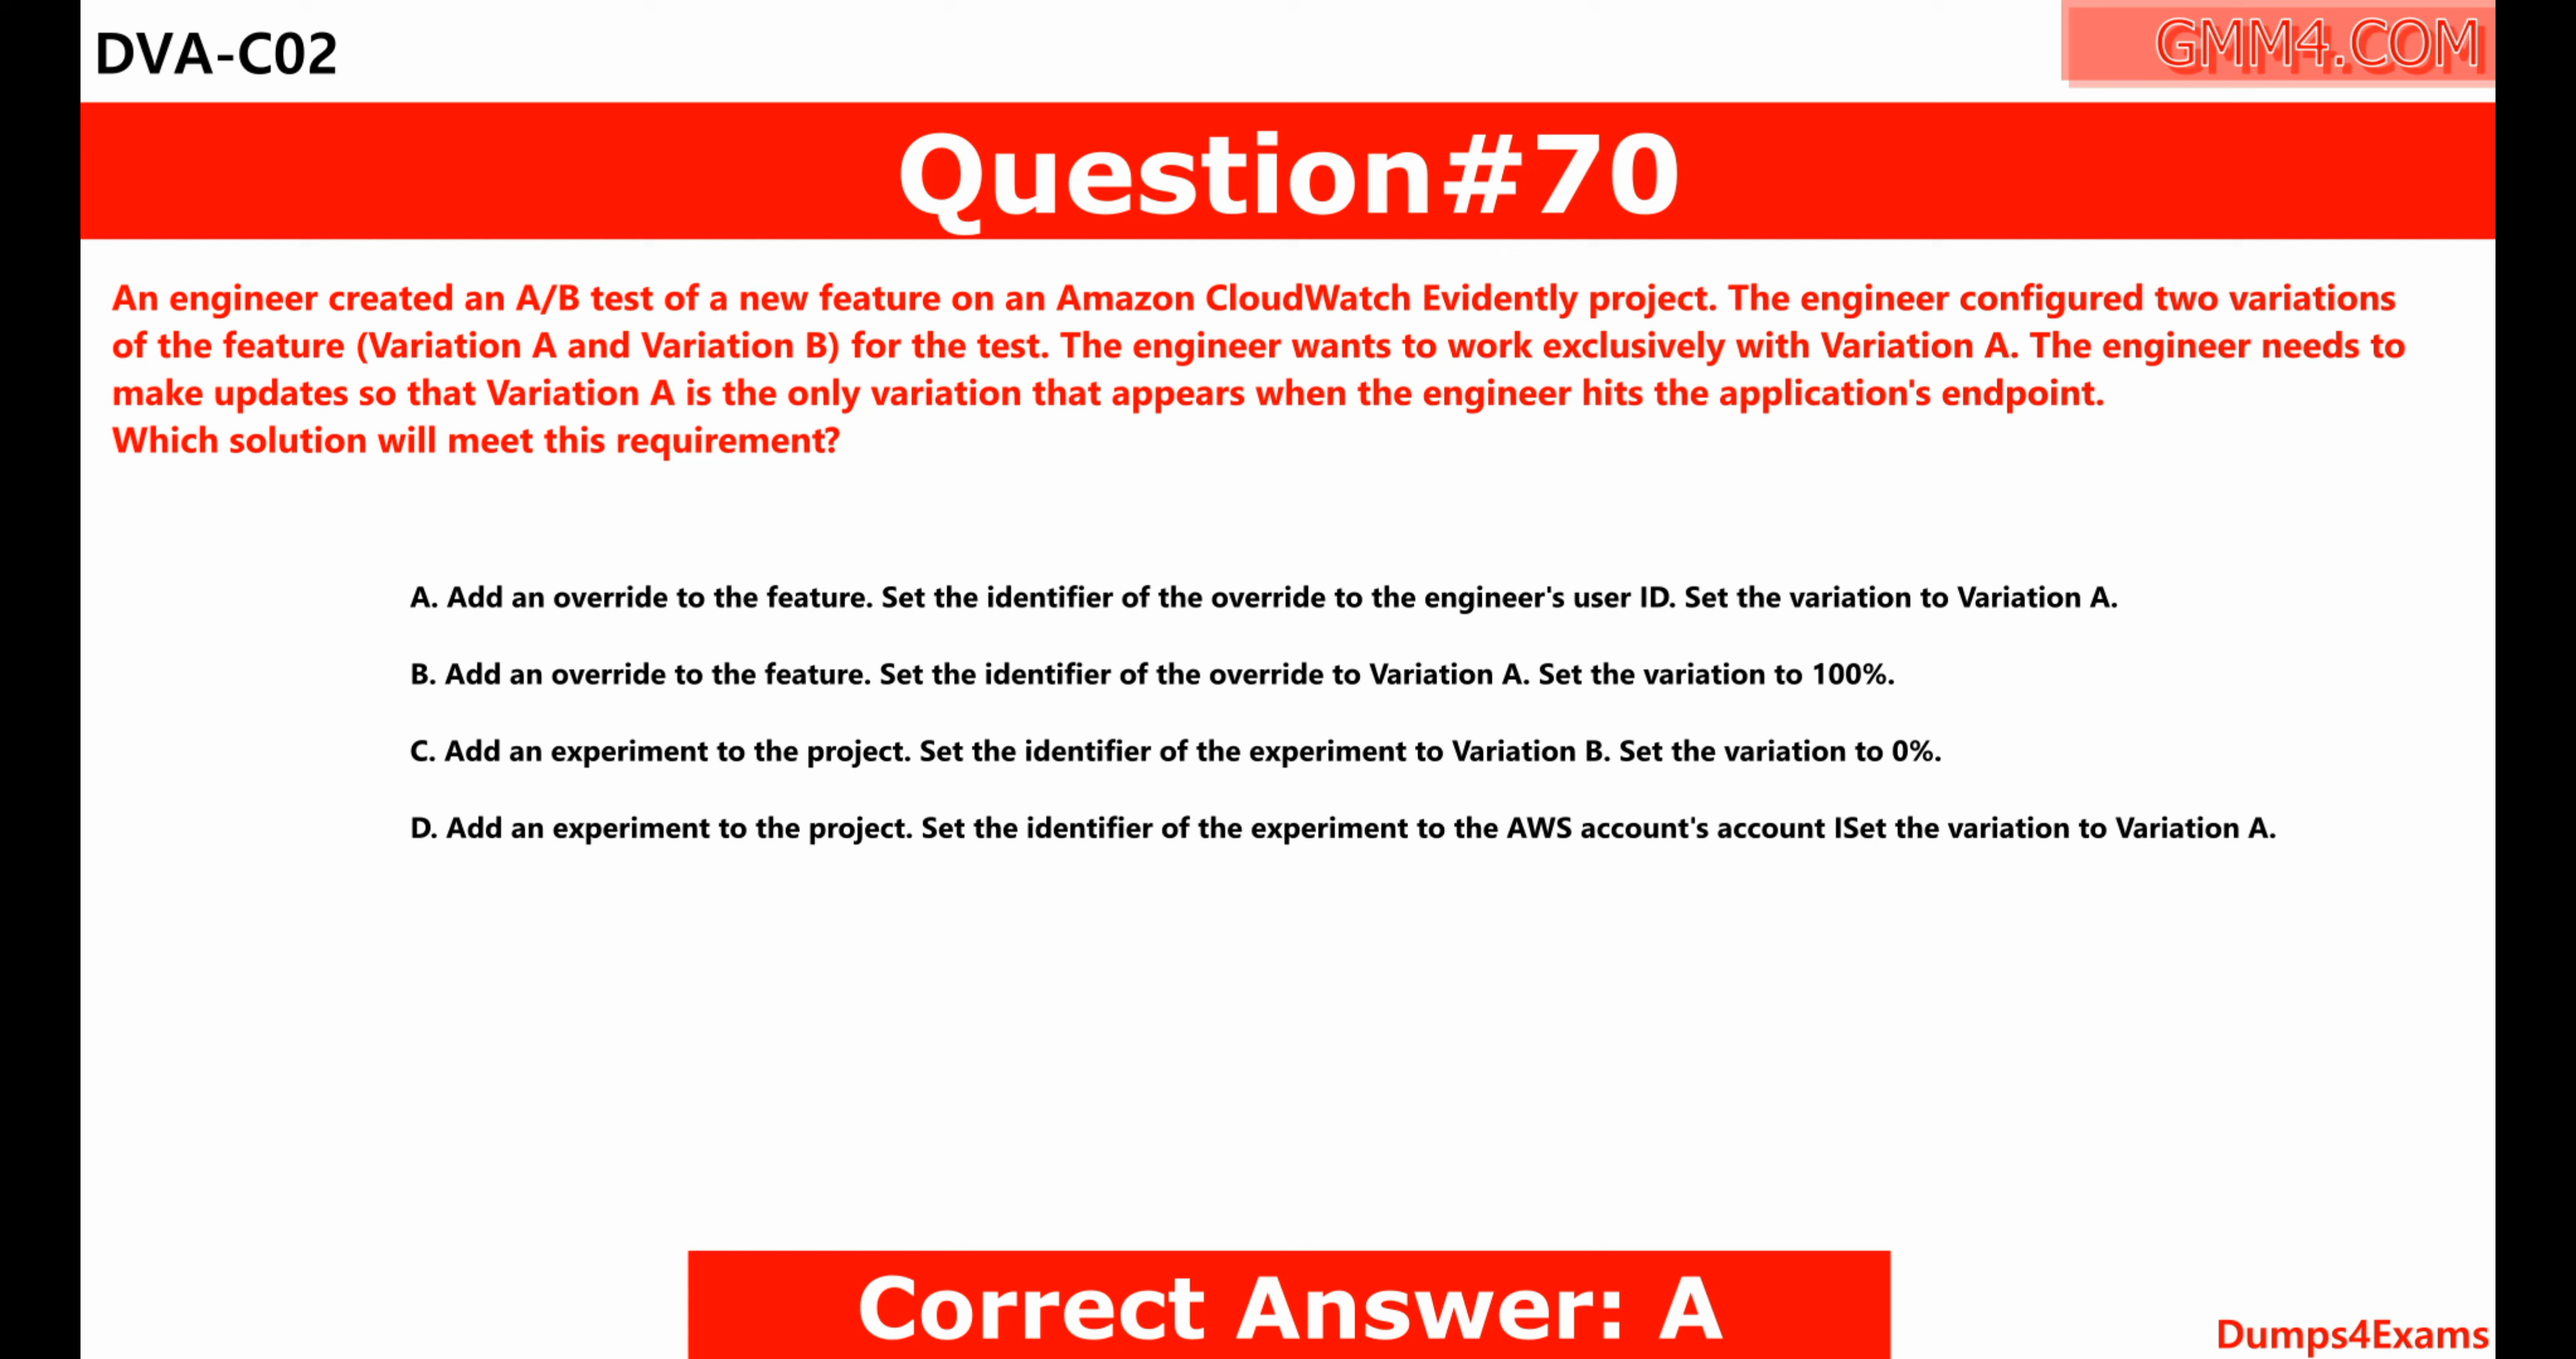 DVA-C02
GMM4.COM
Question#70
An engineer created an A/B test of a new feature on an Amazon CloudWatch Evidently project. The engineer configured two variations
of the feature (Variation A and Variation B) for the test. The engineer wants to work exclusively with Variation A. The engineer needs to
make updates so that Variation A is the only variation that appears when the engineer hits the application's endpoint.
Which solution will meet this requirement?
A. Add an override to the feature. Set the identifier of the override to the engineer's user ID. Set the variation to Variation A.
B. Add an override to the feature. Set the identifier of the override to Variation A. Set the variation to 100%.
C. Add an experiment to the project. Set the identifier of the experiment to Variation B. Set the variation to 0%.
D. Add an experiment to the project. Set the identifier of the experiment to the AWS account's account ISet the variation to Variation A.
Correct Answer: A
Dumps4Exams